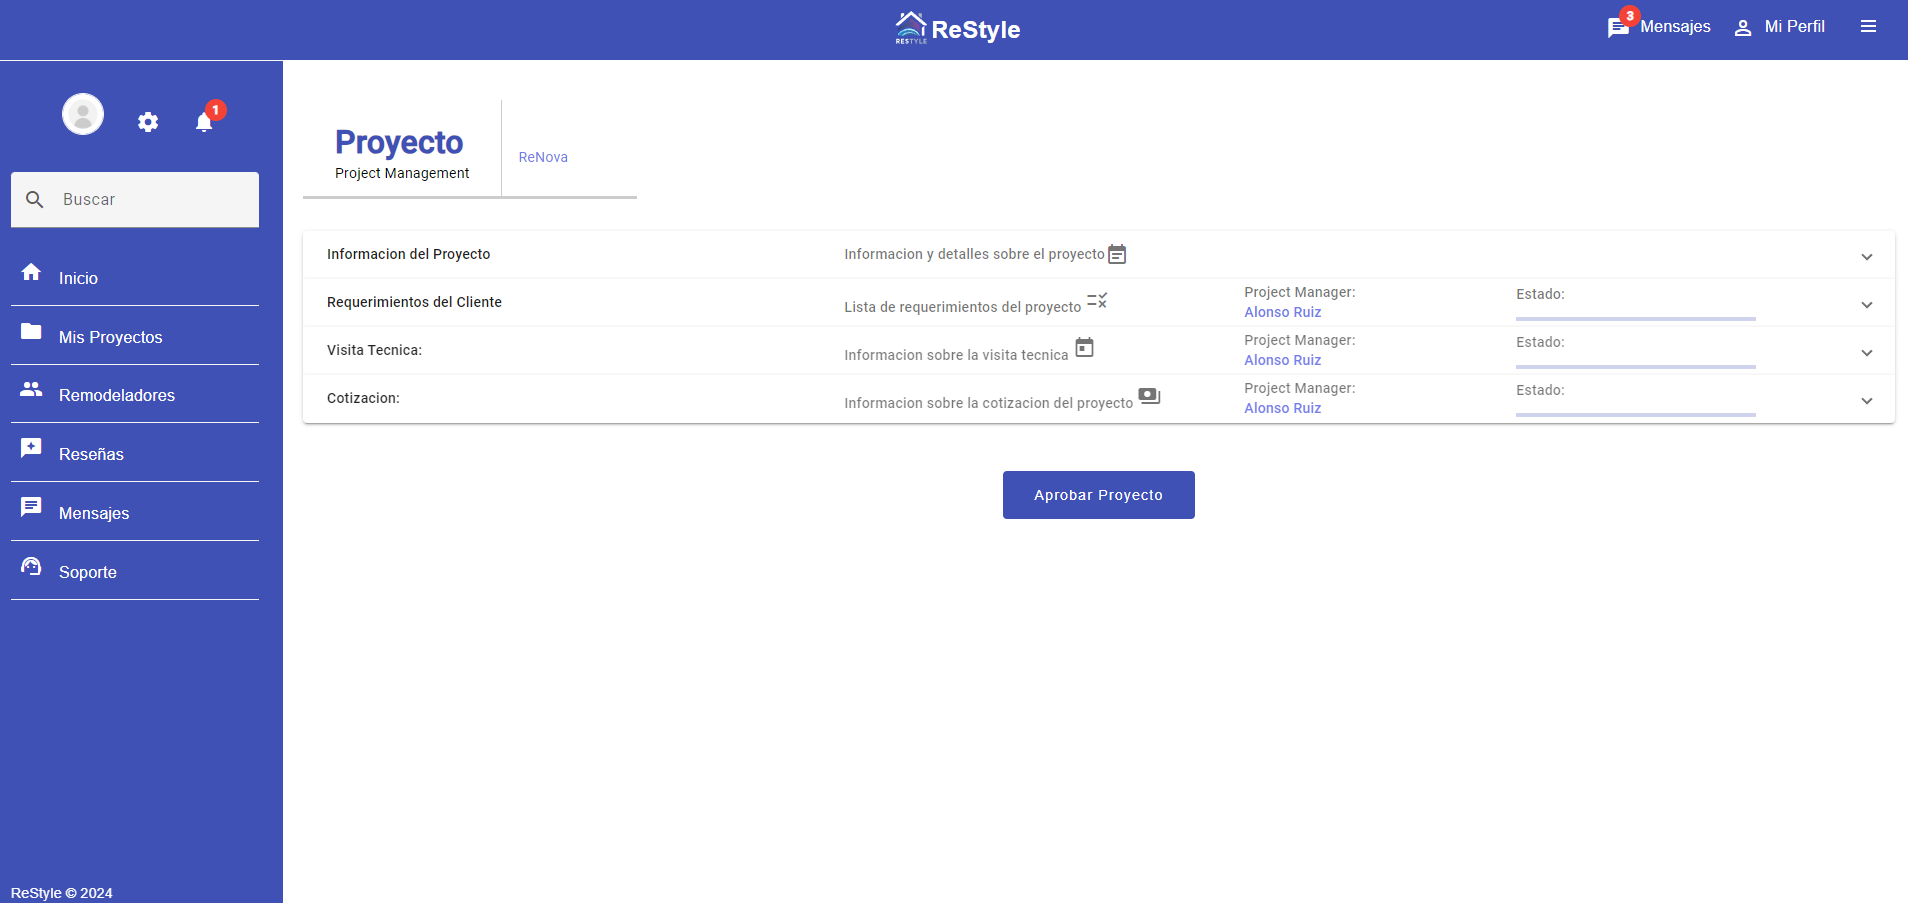 RESTYLE
ReStyle
3
Mensajes
Mi Perfil
1
Buscar
Inicio
Mis Proyectos
Remodeladores
Reseñas
Mensajes
Soporte
ReStyle © 2024
Proyecto
Project Management
ReNova
Informacion del Proyecto
Informacion y detalles sobre el proyecto
Requerimientos del Cliente
Lista de requerimientos del proyecto
Project Manager:
Alonso Ruiz
Estado:
Visita Tecnica:
Informacion sobre la visita tecnica
Project Manager:
Alonso Ruiz
Estado:
Cotizacion:
Informacion sobre la cotizacion del proyecto
Project Manager:
Alonso Ruiz
Estado:
Aprobar Proyecto